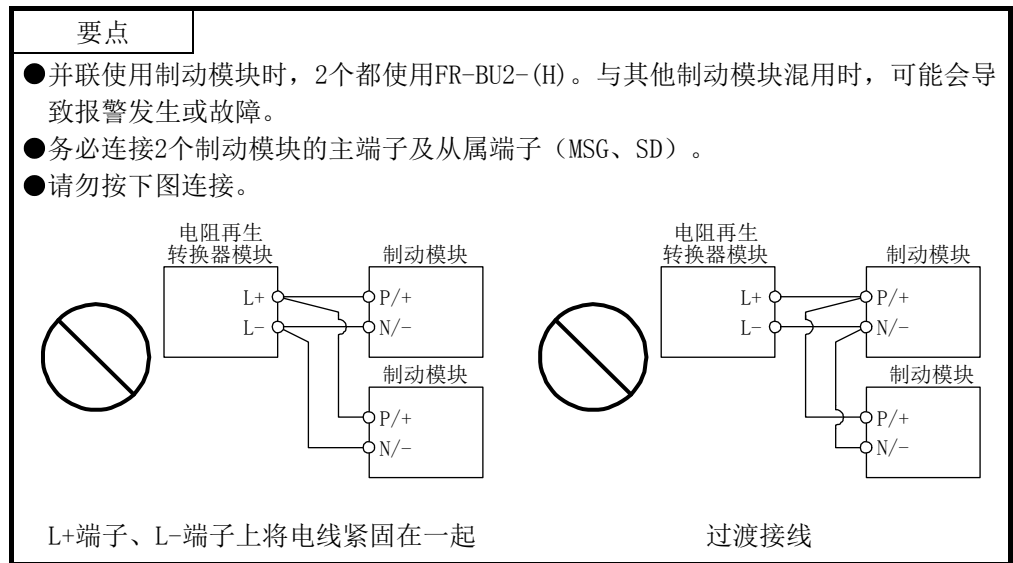 要点
●并联使用制动模块时，2个都使用FR-BU2-(H)。与其他制动模块混用时，可能会导
致报警发生或故障。
●务必连接2个制动模块的主端子及从属端子（MSG、SD）。
●请勿按下图连接。
电阻再生
转换器模块
制动模块
L+
P/+
L-
N/-
制动模块
P/+
N/-
L+端子、L-端子上将电线紧固在一起
电阻再生
转换器模块
制动模块
L+
P/+
L-
N/-
制动模块
P/+
N/-
过渡接线